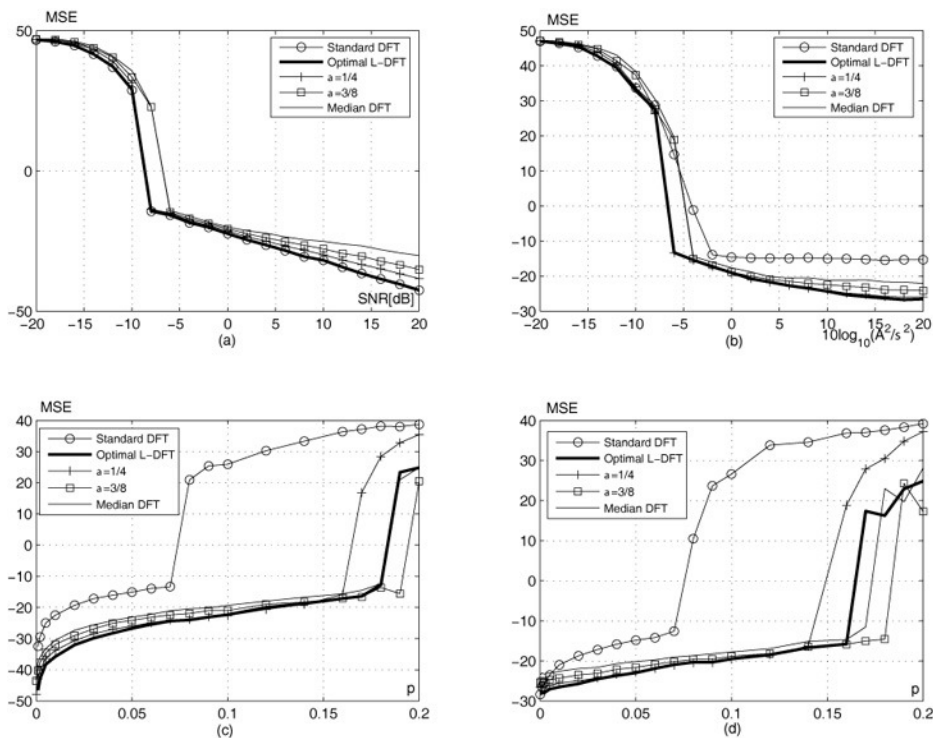 MSE
50
0
-50
Standard DFT
Optimal L-DFT
a=1/4
a=3/8
Median DFT
SNR[dB]
-20 -15 -10 -5 0 5 10 15 20
(a)
MSE
50
40
30
20
10
0
-10
-20
-30
Standard DFT
Optimal L-DFT
a=1/4
a=3/8
Median DFT
-20 -15 -10 -5 0 5 10 15 20
(b)
10log10(A²/s²)
MSE
40
30
20
10
0
-10
-20
-30
-40
-50
Standard DFT
Optimal L-DFT
a=1/4
a=3/8
Median DFT
p
0 0.05 0.1 0.15 0.2
(c)
MSE
40
30
20
10
0
-10
-20
-30
Standard DFT
Optimal L-DFT
a=1/4
a=3/8
Median DFT
p
0 0.05 0.1 0.15 0.2
(d)